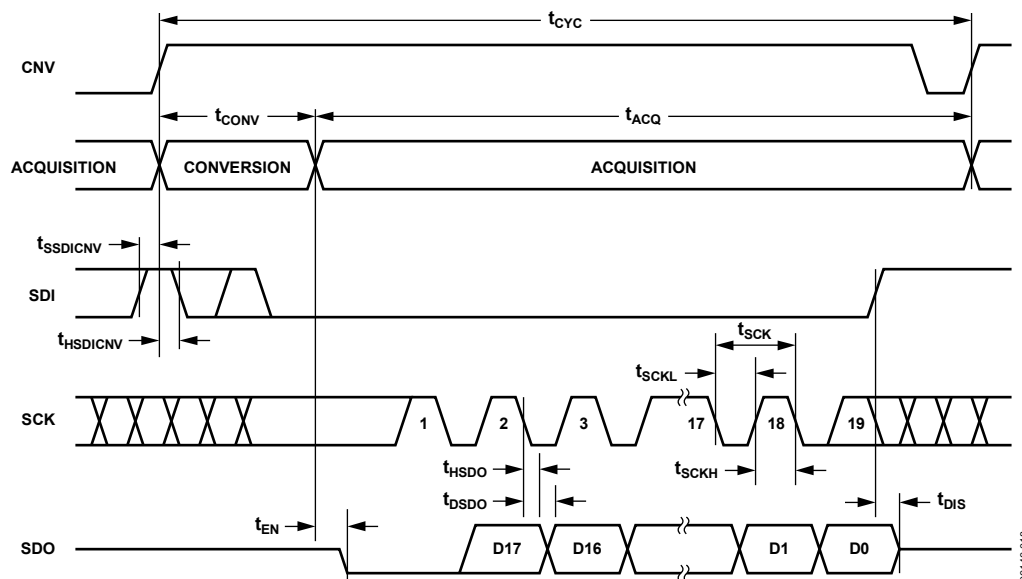 tCYC
CNV
tCONV
tACQ
ACQUISITION
CONVERSION
ACQUISITION
tSSDICNV
SDI
tHSDICNV
tSCK
tSCKL
SCK
1
2
3
17
18
19
tHSDO
tSCKH
tDSDO
tDIS
tEN
SDO
D17
D16
D1
D0